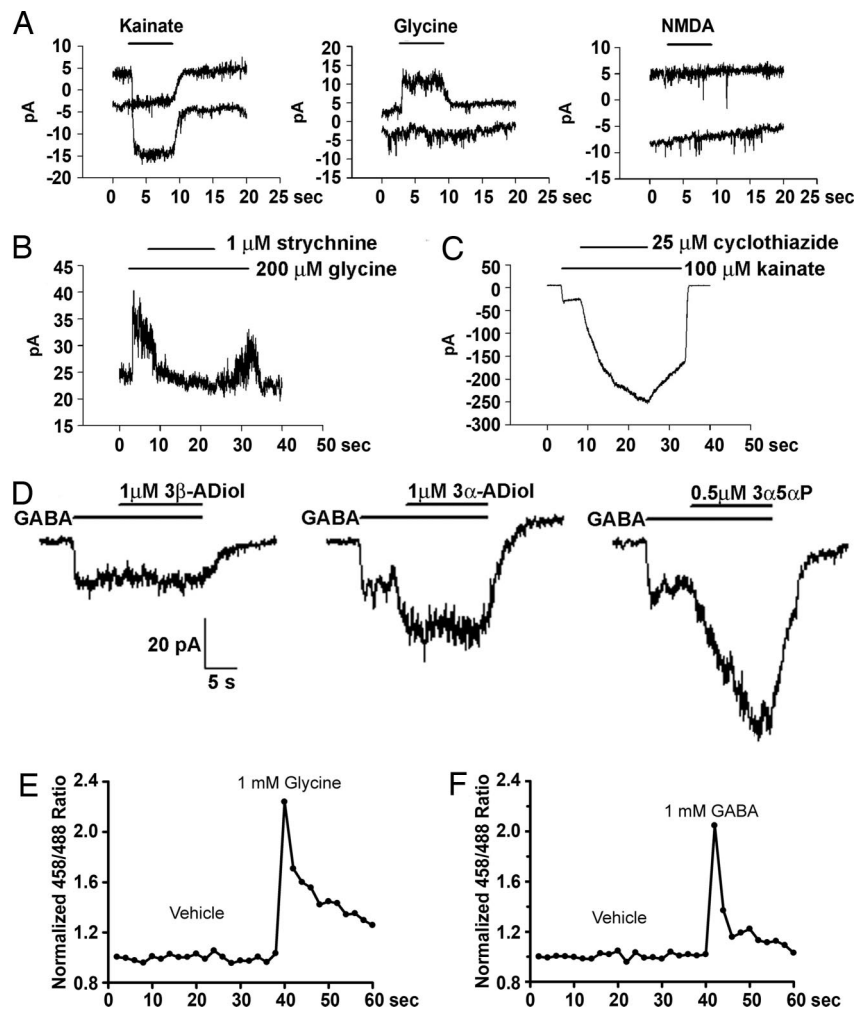 A
Kainate
Glycine
NMDA
pA
10
5
0
-5
-10
-15
-20
0 5 10 15 20 25 sec
pA
20
15
10
5
0
-5
-10
-15
0 5 10 15 20 25 sec
pA
15
10
5
0
-5
-10
-15
0 5 10 15 20 25 sec
B
1 μM strychnine
200 μM glycine
pA
45
40
35
30
25
20
15
0 10 20 30 40 50 sec
C
25 μM cyclothiazide
100 μM kainate
pA
50
0
-50
-100
-150
-200
-250
-300
0 10 20 30 40 50 sec
D
1μM 3β-ADiol
GABA
1μM 3α-ADiol
GABA
0.5μM 3α5αP
GABA
20 pA
5 s
E
Normalized 458/488 Ratio
2.4
2.0
1.6
1.2
0.8
1 mM Glycine
Vehicle
0 10 20 30 40 50 60 sec
F
Normalized 458/488 Ratio
2.4
2.0
1.6
1.2
0.8
1 mM GABA
Vehicle
0 10 20 30 40 50 60 sec